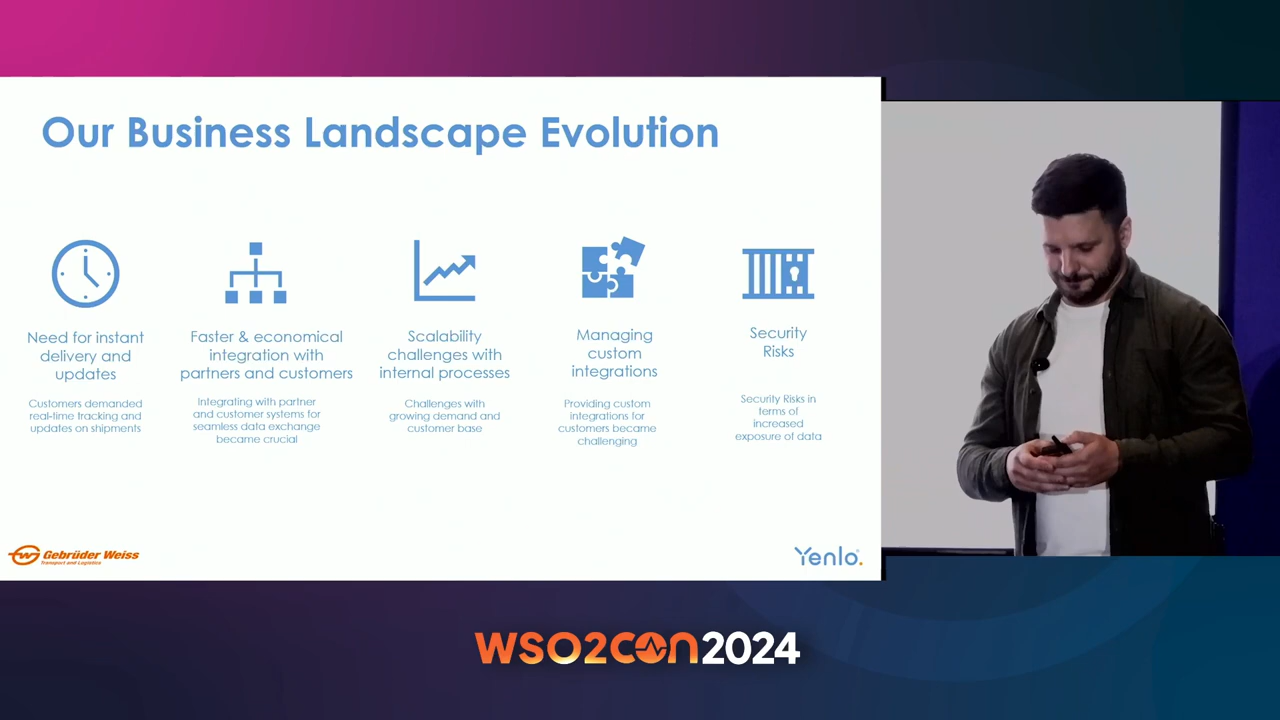 Our Business Landscape Evolution
Need for instant
delivery and
updates
Customers demanded
real-time tracking and
updates on shipments
Faster & economical
integration with
partners and customers
Integrating with partner
and customer systems for
seamless data exchange
became crucial
Scalability
challenges with
internal processes
Challenges with
growing demand and
customer base
Managing
custom
integrations
Providing custom
integrations for
customers became
challenging
Security
Risks
Security Risks in
terms of
increased
exposure of data
Gebrüder Weiss
Transport and Logistics
Yenlo.
WSO2CON2024